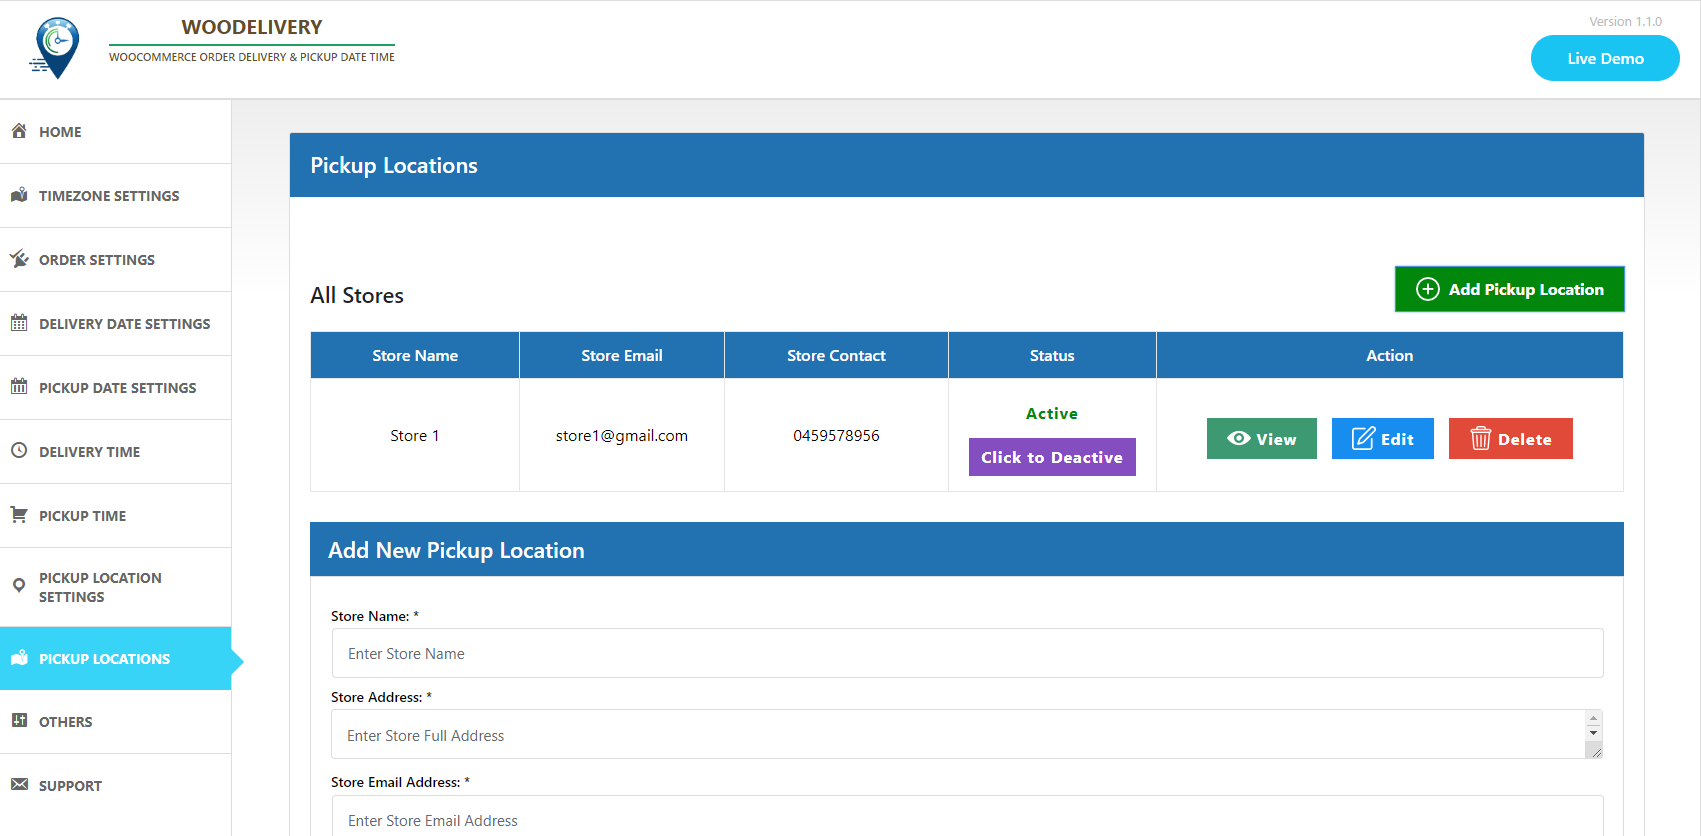 WOODELIVERY
WOOCOMMERCE ORDER DELIVERY & PICKUP DATE TIME
Version 1.1.0
Live Demo
HOME
TIMEZONE SETTINGS
ORDER SETTINGS
DELIVERY DATE SETTINGS
PICKUP DATE SETTINGS
DELIVERY TIME
PICKUP TIME
PICKUP LOCATION
SETTINGS
PICKUP LOCATIONS
OTHERS
SUPPORT
Pickup Locations
All Stores
Add Pickup Location
Store Name Store Email Store Contact Status Action
Active
Store 1 store1@gmail.com 0459578956 View Edit Delete
Click to Deactive
Add New Pickup Location
Store Name: *
Enter Store Name
Store Address: *
Enter Store Full Address
Store Email Address: *
Enter Store Email Address